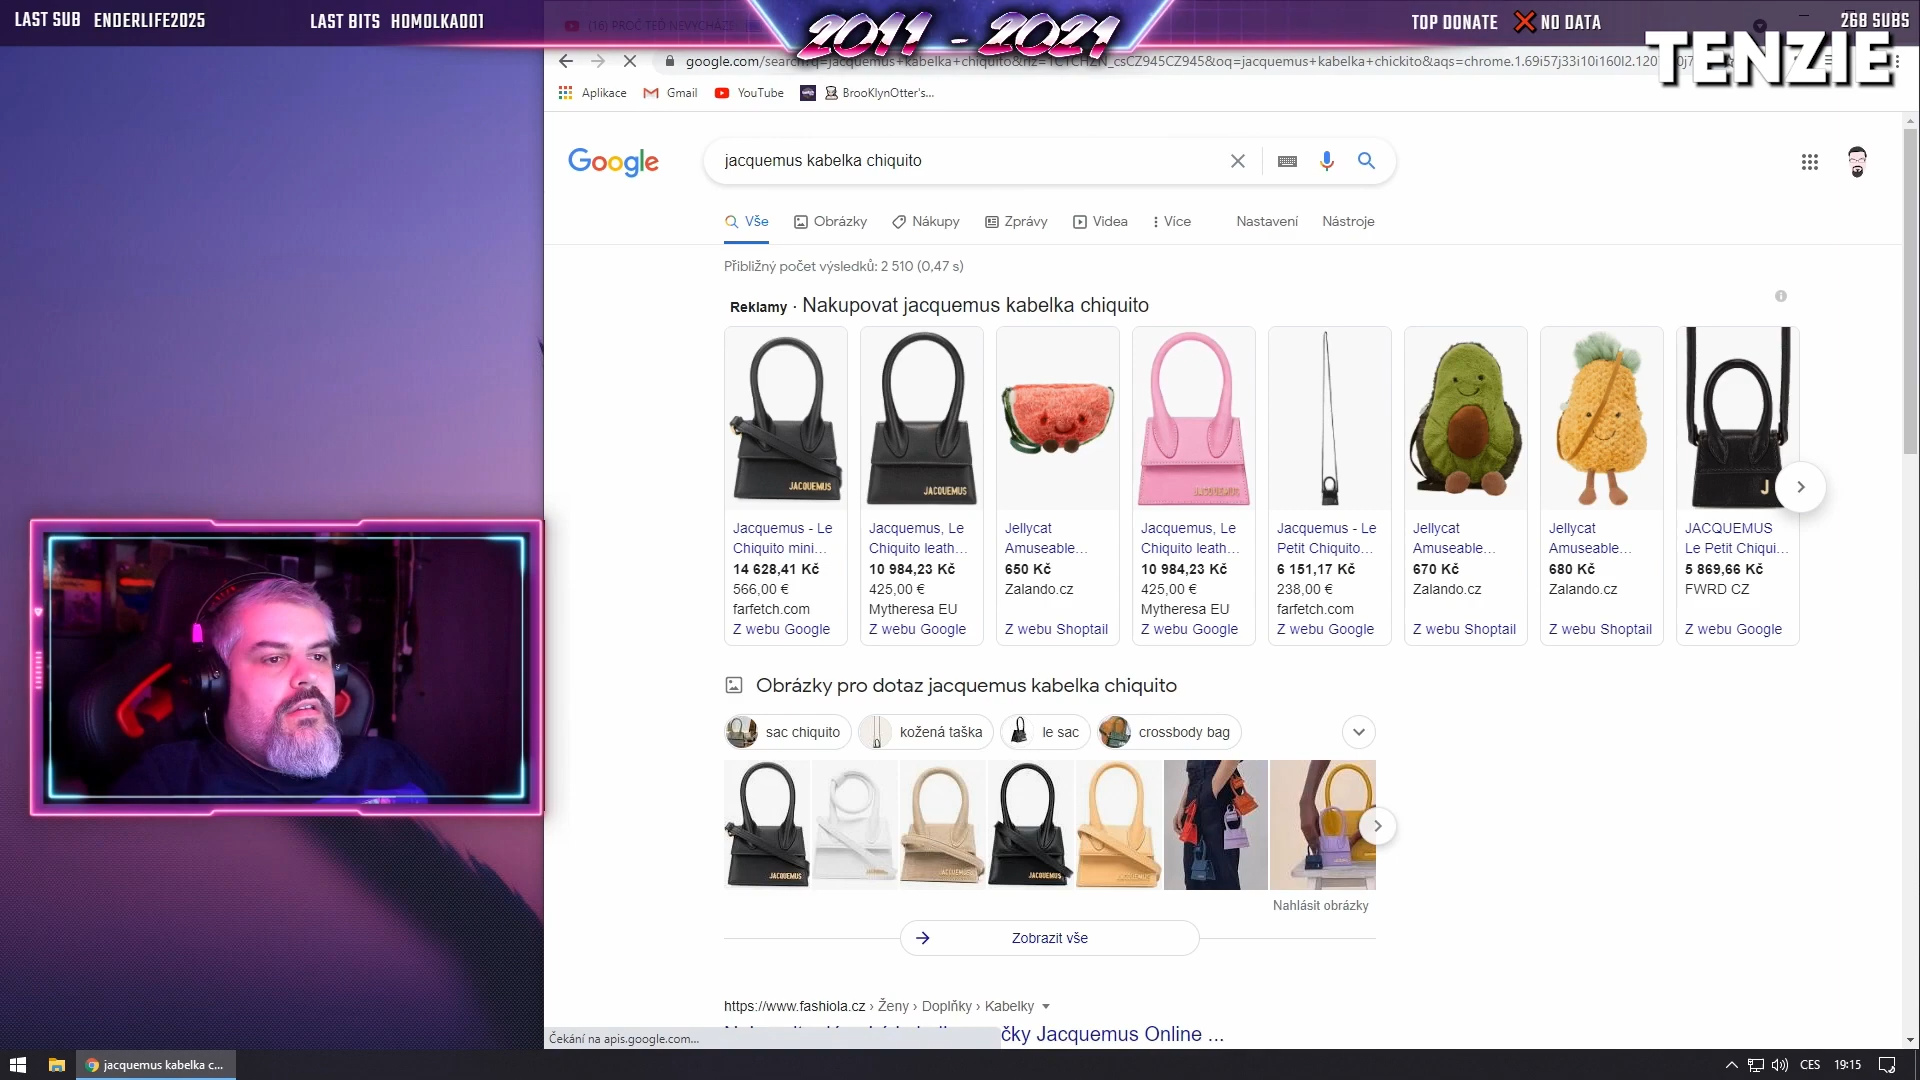 LAST SUB ENDERLIFE2025
LAST BITS HOMOLKA001
2011 - 2021
TOP DONATE ❌ NO DATA
268 SUBS
TENZIE
(16) PROČ TEĎ NEVYCHÁZ
Aplikace
Gmail
YouTube
BrooKlynOtter's...
Google
jacquemus kabelka chiquito
Vše
Obrázky
Nákupy
Zprávy
Videa
Více
Nastavení
Nástroje
Přibližný počet výsledků: 2 510 (0,47 s)
Reklamy · Nakupovat jacquemus kabelka chiquito
JACQUEMUS
JACQUEMUS
JACQUEMUS
J
Jacquemus - Le
Chiquito mini...
14 628,41 Kč
566,00 €
farfetch.com
Z webu Google
Jacquemus, Le
Chiquito leath...
10 984,23 Kč
425,00 €
Mytheresa EU
Z webu Google
Jellycat
Amuseable...
650 Kč
Zalando.cz
Z webu Shoptail
Jacquemus, Le
Chiquito leath...
10 984,23 Kč
425,00 €
Mytheresa EU
Z webu Google
Jacquemus - Le
Petit Chiquito...
6 151,17 Kč
238,00 €
farfetch.com
Z webu Google
Jellycat
Amuseable...
670 Kč
Zalando.cz
Z webu Shoptail
Jellycat
Amuseable...
680 Kč
Zalando.cz
Z webu Shoptail
JACQUEMUS
Le Petit Chiqui...
5 869,66 Kč
FWRD CZ
Z webu Google
Obrázky pro dotaz jacquemus kabelka chiquito
sac chiquito
kožená taška
le sac
crossbody bag
JACQUEMUS
JACQUEMUS
Nahlásit obrázky
Zobrazit vše
https://www.fashiola.cz › Ženy › Doplňky › Kabelky
čky Jacquemus Online ...
Čekání na apis.google.com...
jacquemus kabelka c...
CES
19:15